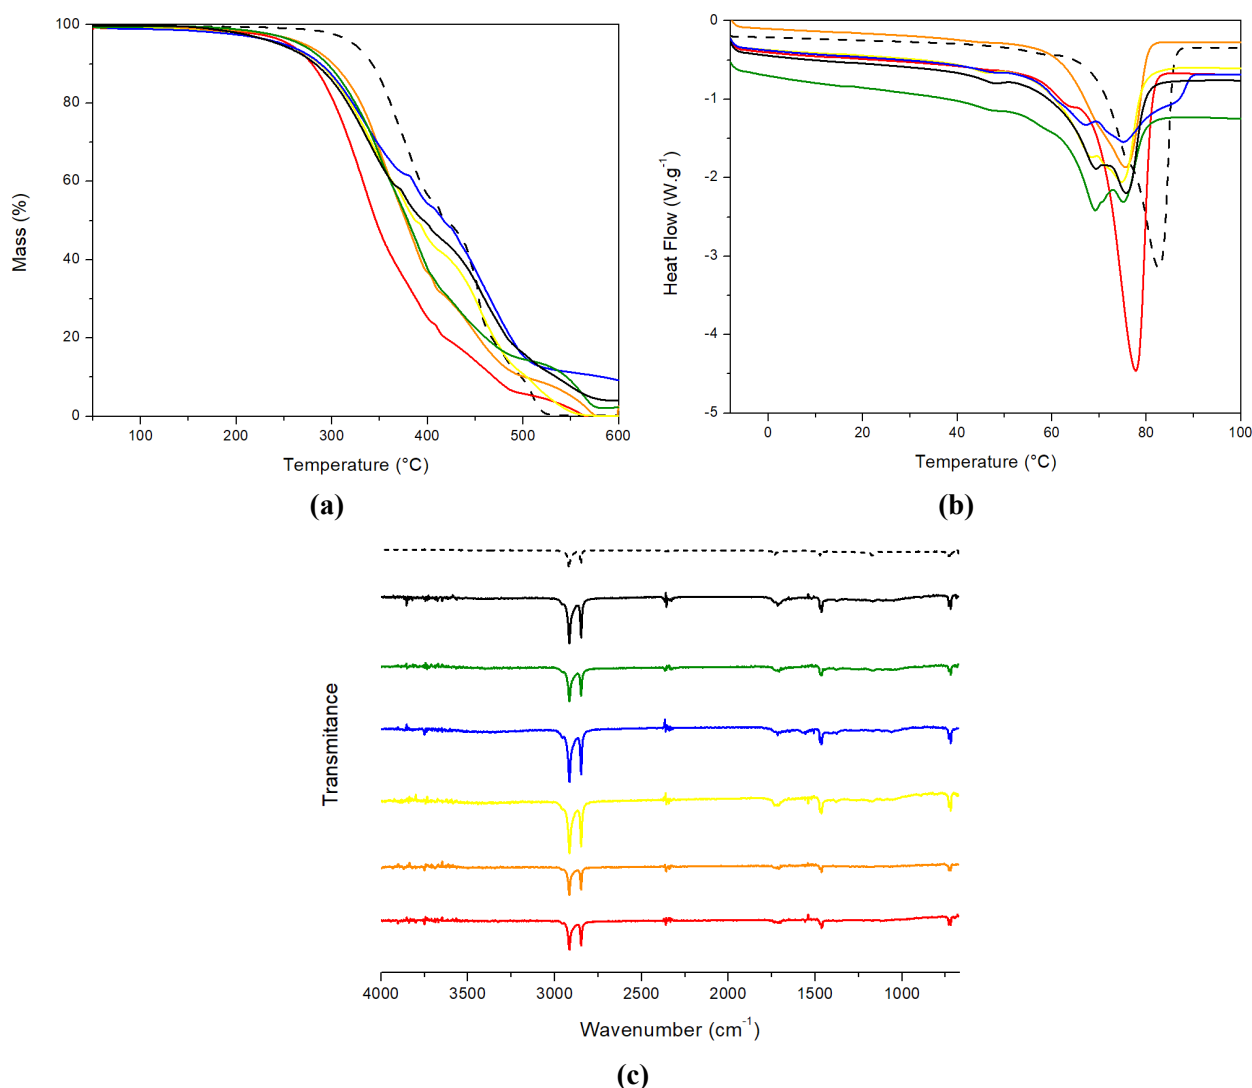 100
80
60
40
20
0
100 200 300 400 500 600
Mass (%)
Temperature (°C)
(a)
0
-1
-2
-3
-4
-5
0 20 40 60 80 100
Heat Flow (W.g⁻¹)
Temperature (°C)
(b)
Transmitance
4000 3500 3000 2500 2000 1500 1000
Wavenumber (cm⁻¹)
(c)